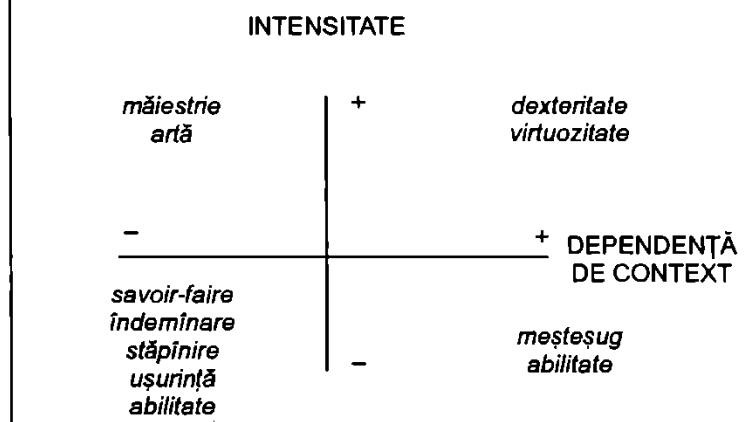 INTENSITATE
măiestrie
artă
+
dexteritate
virtuozitate
–
+
DEPENDENȚĂ
DE CONTEXT
savoir-faire
îndemînare
stăpînire
ușurință
abilitate
–
meșteșug
abilitate